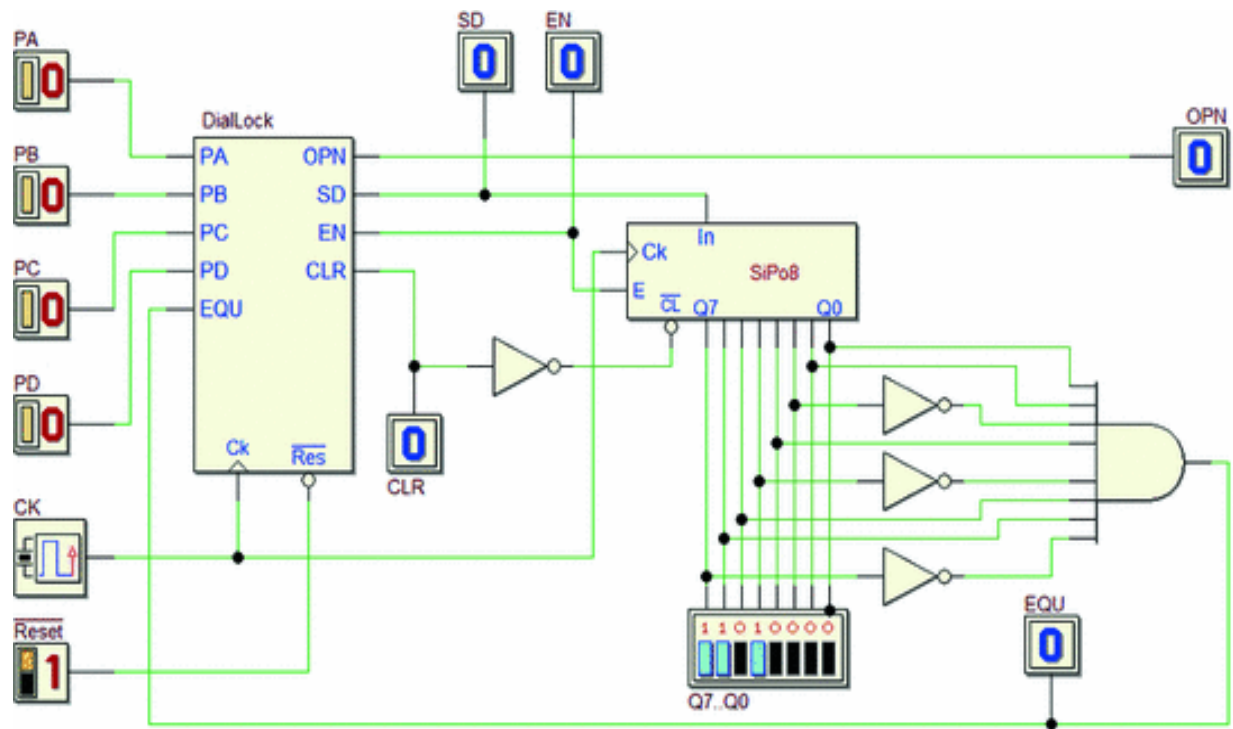 SD
EN
PA
0
0
0
OPN
DialLock
0
PB
PA
OPN
0
PB
SD
PC
EN
In
Ck
SiPo8
PC
PD
CLR
E
0
EQU
CL
Q7
Q0
PD
0
Ck
Res
0
CLR
CK
EQU
Reset
1
1 1 0 1 0 0 0 0
0
Q7..Q0